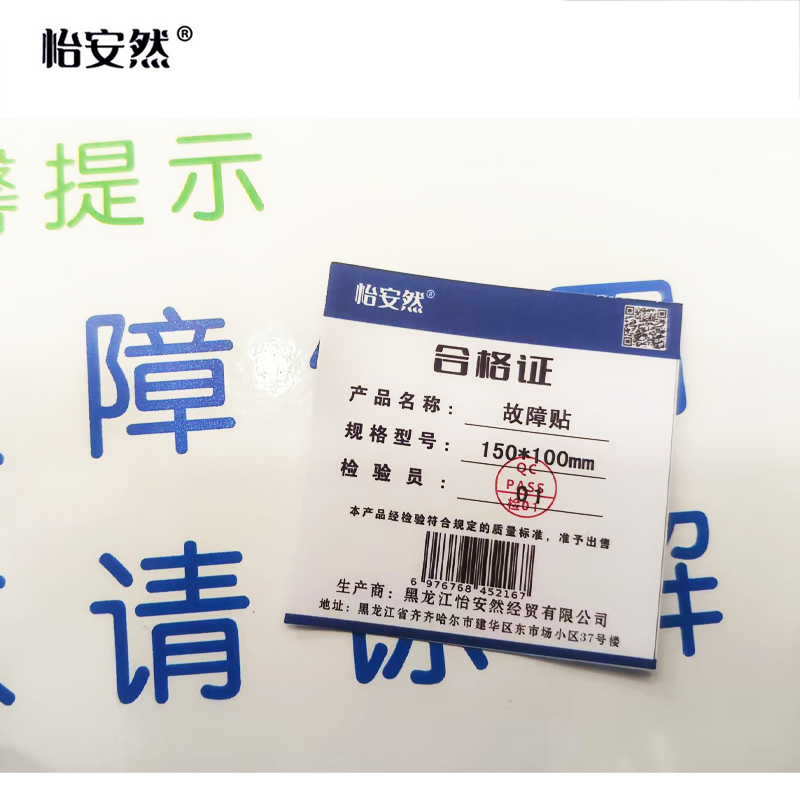 怡安然®
馨提示
障
请
怡安然®
合格证
产品名称： 故障贴
规格型号： 150*100mm
检验员： 01
QC
PASS
检01
本产品经检验符合规定的质量标准，准予出售
6 976768 452167
生产商：黑龙江怡安然经贸有限公司
地址：黑龙江省齐齐哈尔市建华区东市场小区37号楼